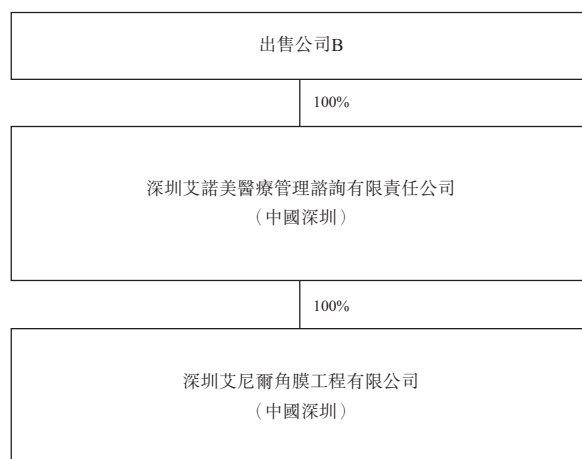 出售公司B
100%
深圳艾諾美醫療管理諮詢有限責任公司
（中國深圳）
100%
深圳艾尼爾角膜工程有限公司
（中國深圳）